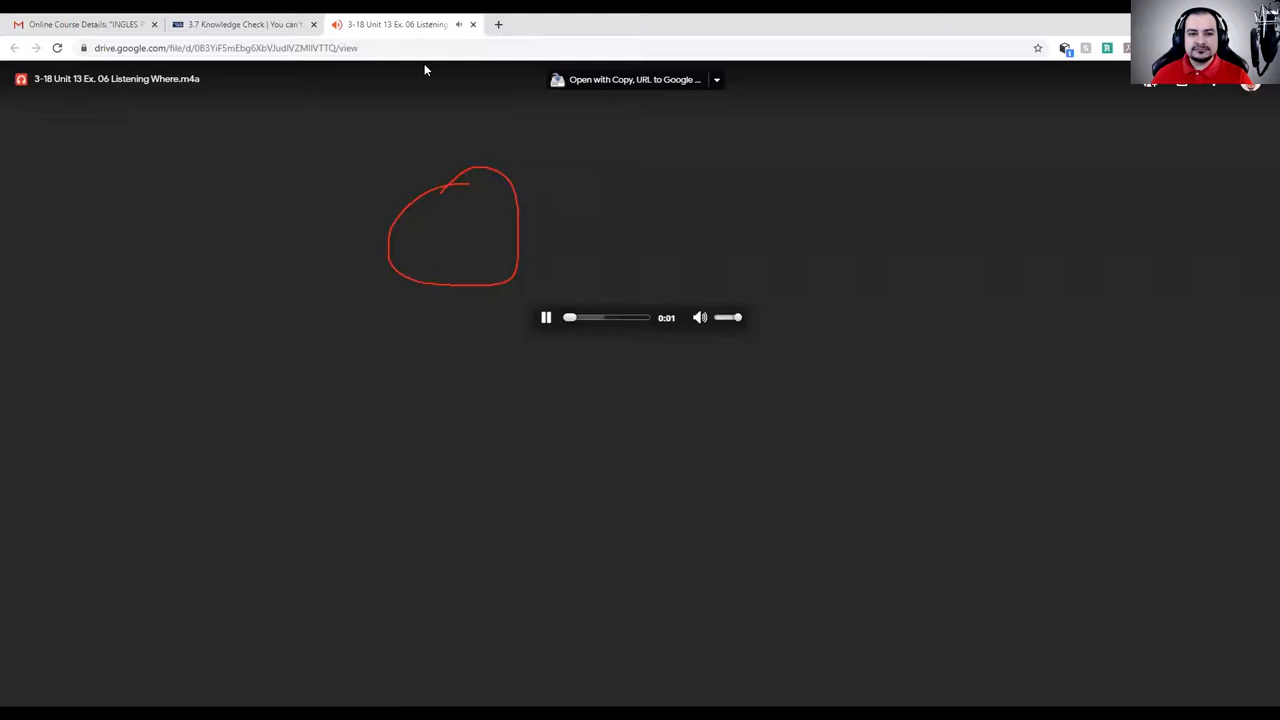 Online Course Details: "INGLES P
3.7 Knowledge Check | You can't
3-18 Unit 13 Ex. 06 Listening
drive.google.com/file/d/0B3YiF5mEbg6XbVJudlVZMllVTTQ/view
3-18 Unit 13 Ex. 06 Listening Where.m4a
Open with Copy, URL to Google ...
0:01